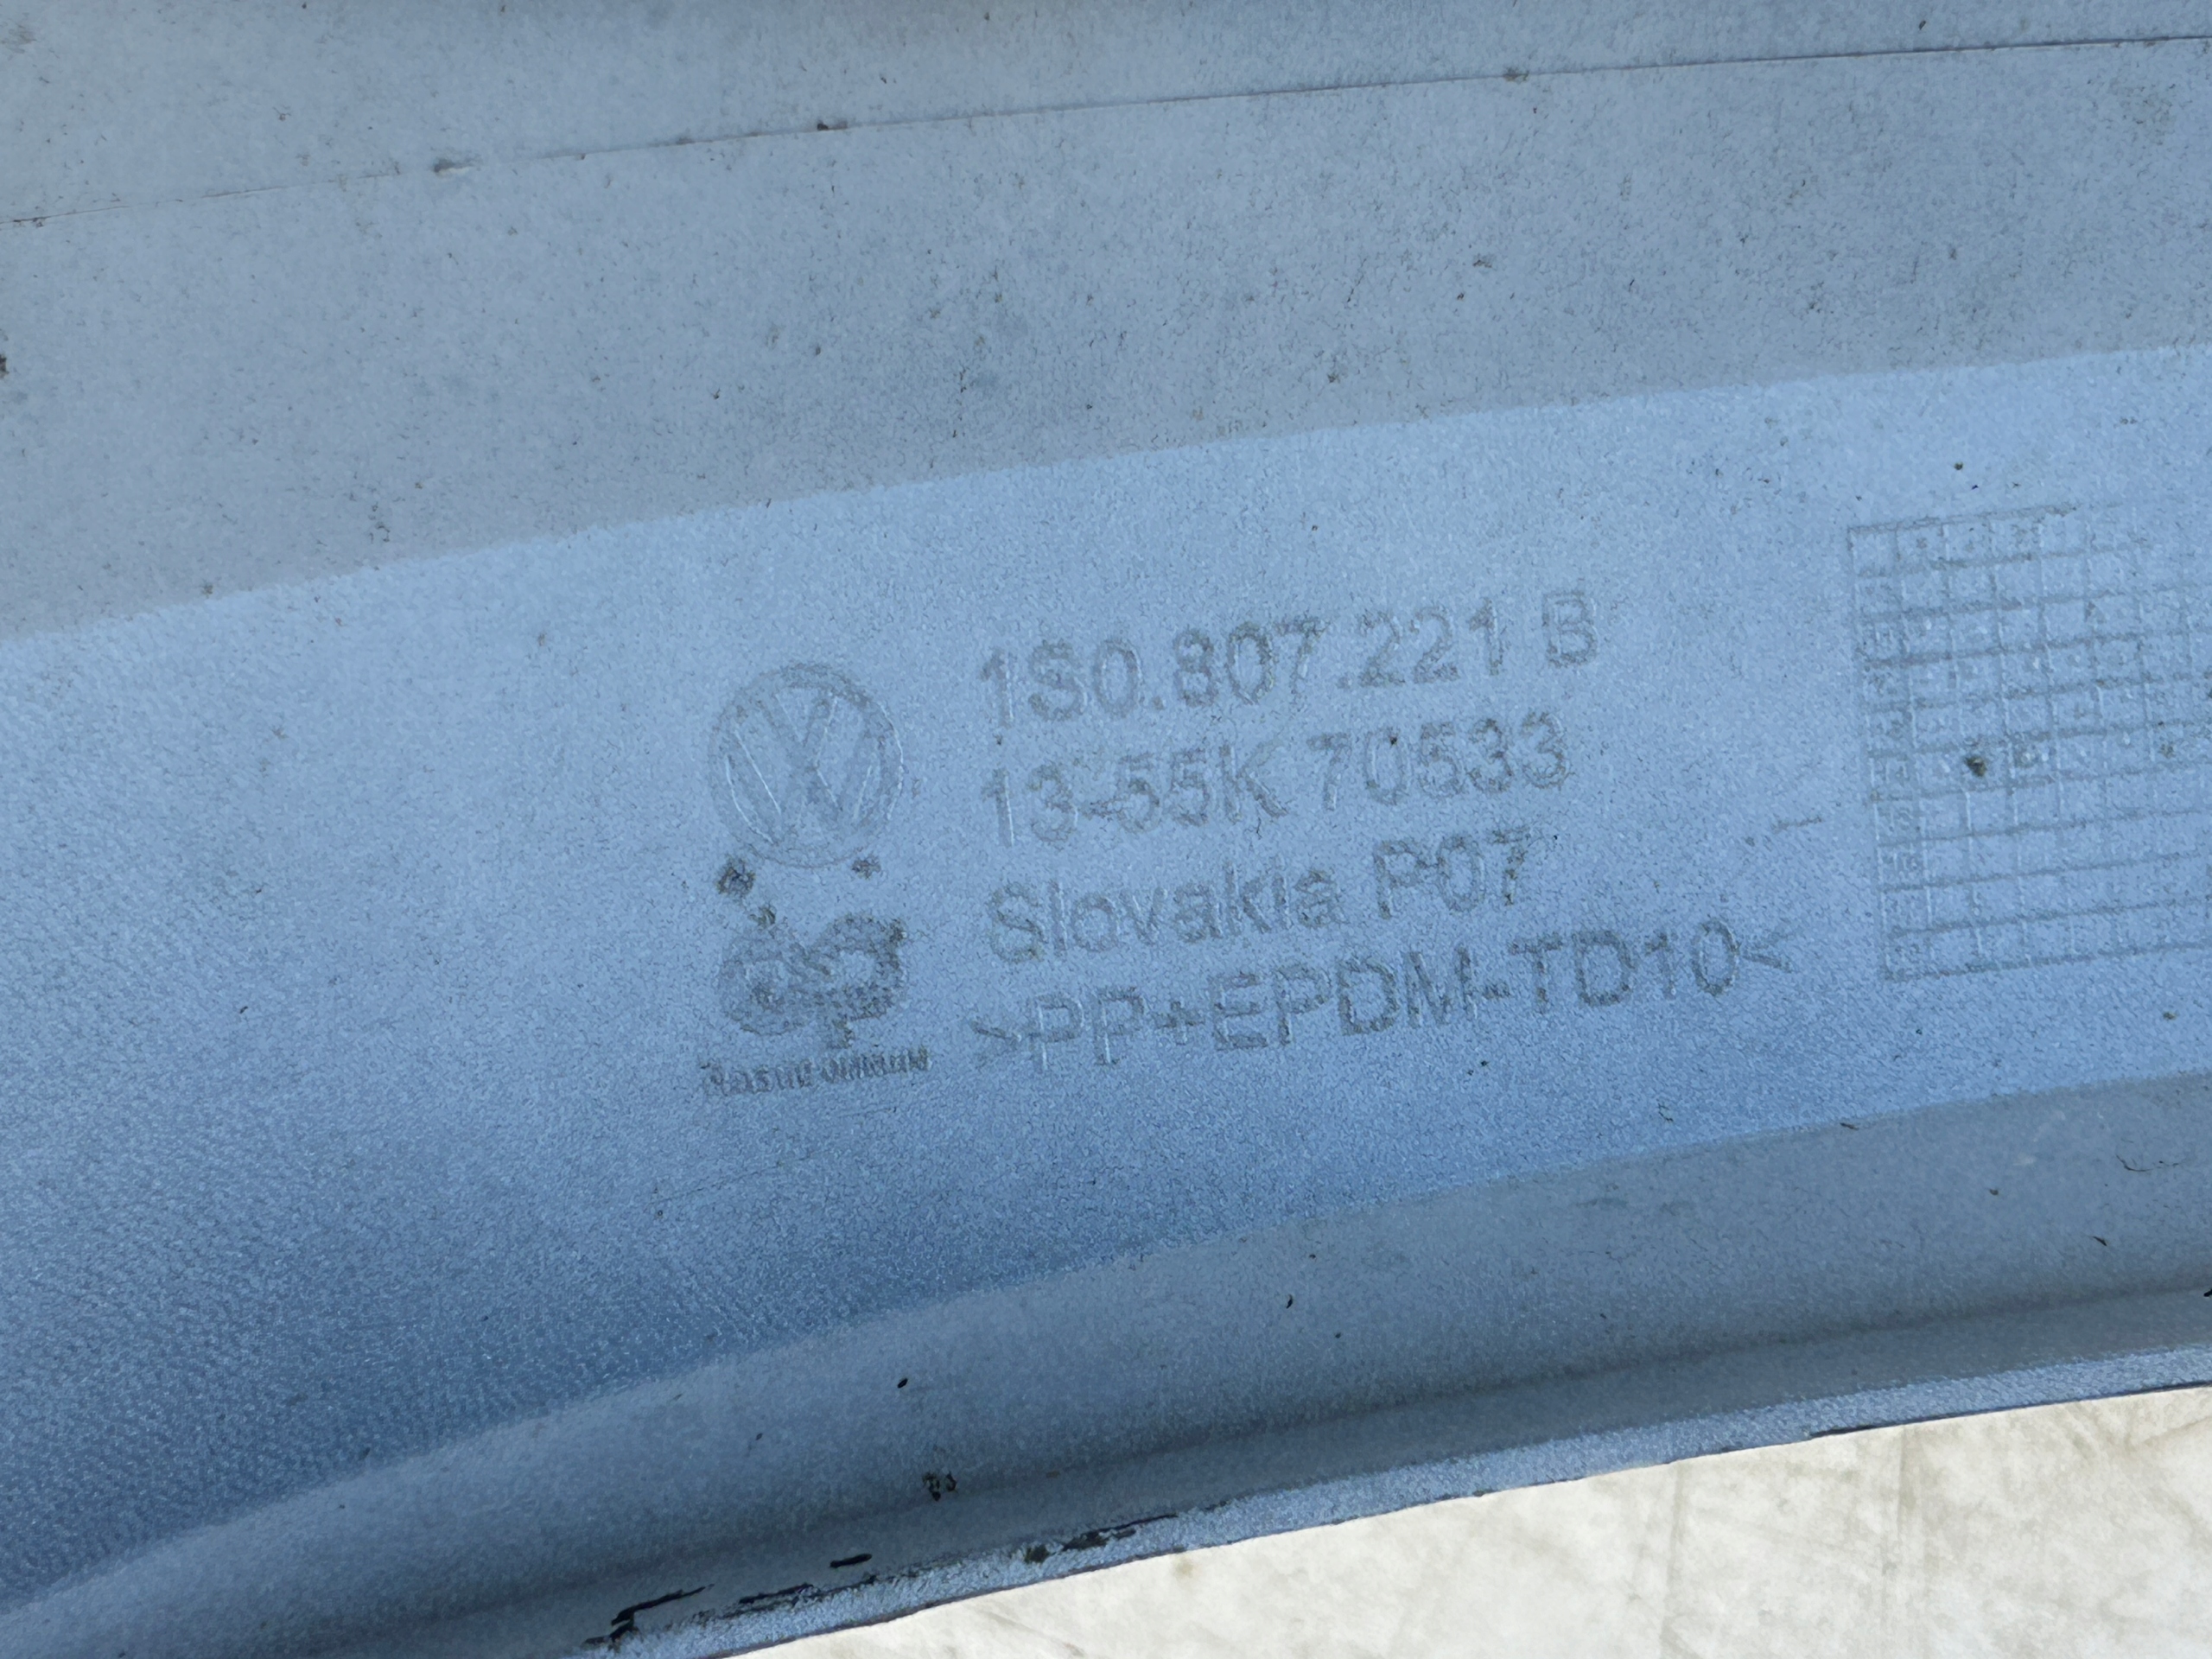 1S0.807.221 B
13-55K 70533
Slovakia P07
>PP+EPDM-TD10<